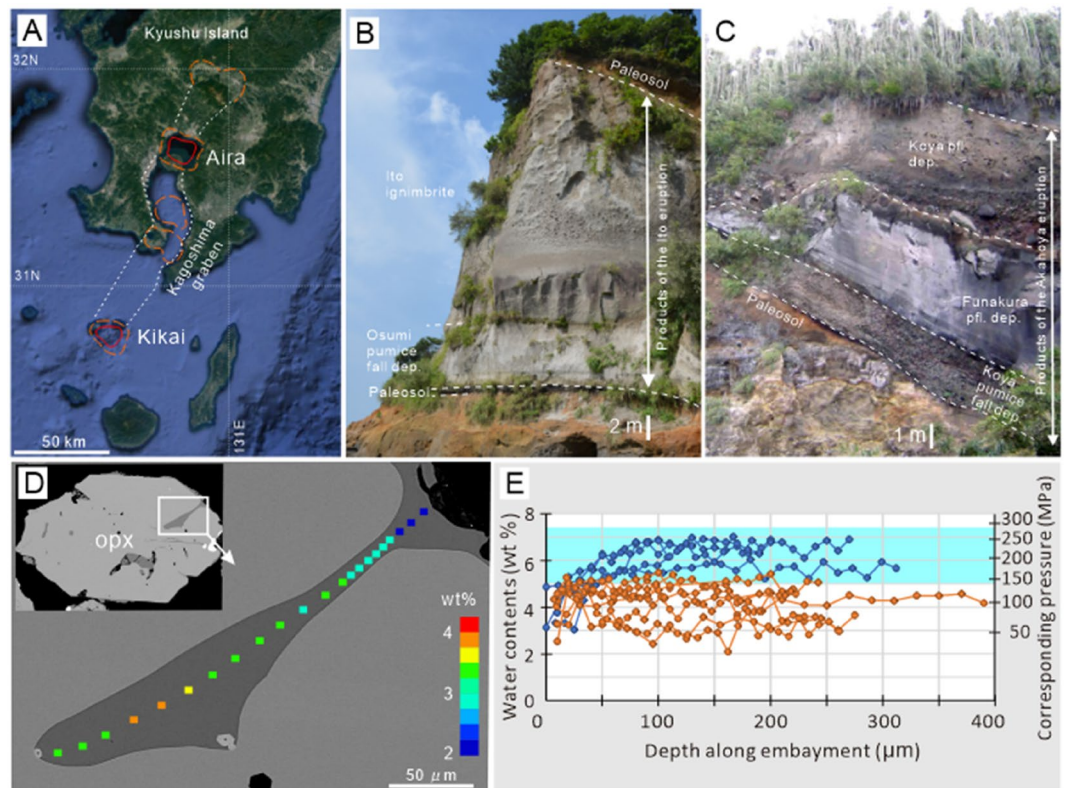 A
Kyushu Island
32N
Aira
Kagoshima
graben
31N
Kikai
50 km
131E
B
Paleosol
Ito
ignimbrite
Products of the Ito eruption
Osumi
pumice
fall dep.
Paleosol
2 m
C
Koya pfl.
dep.
Products of the Akahoya eruption
Funakura
pfl. dep.
Paleosol
Koya
pumice
fall dep.
1 m
D
opx
wt%
4
3
2
50 μm
E
Water contents (wt %)
8
6
4
2
0
0
100
200
300
400
Depth along embayment (μm)
300
250
200
150
100
50
Corresponding pressure (MPa)